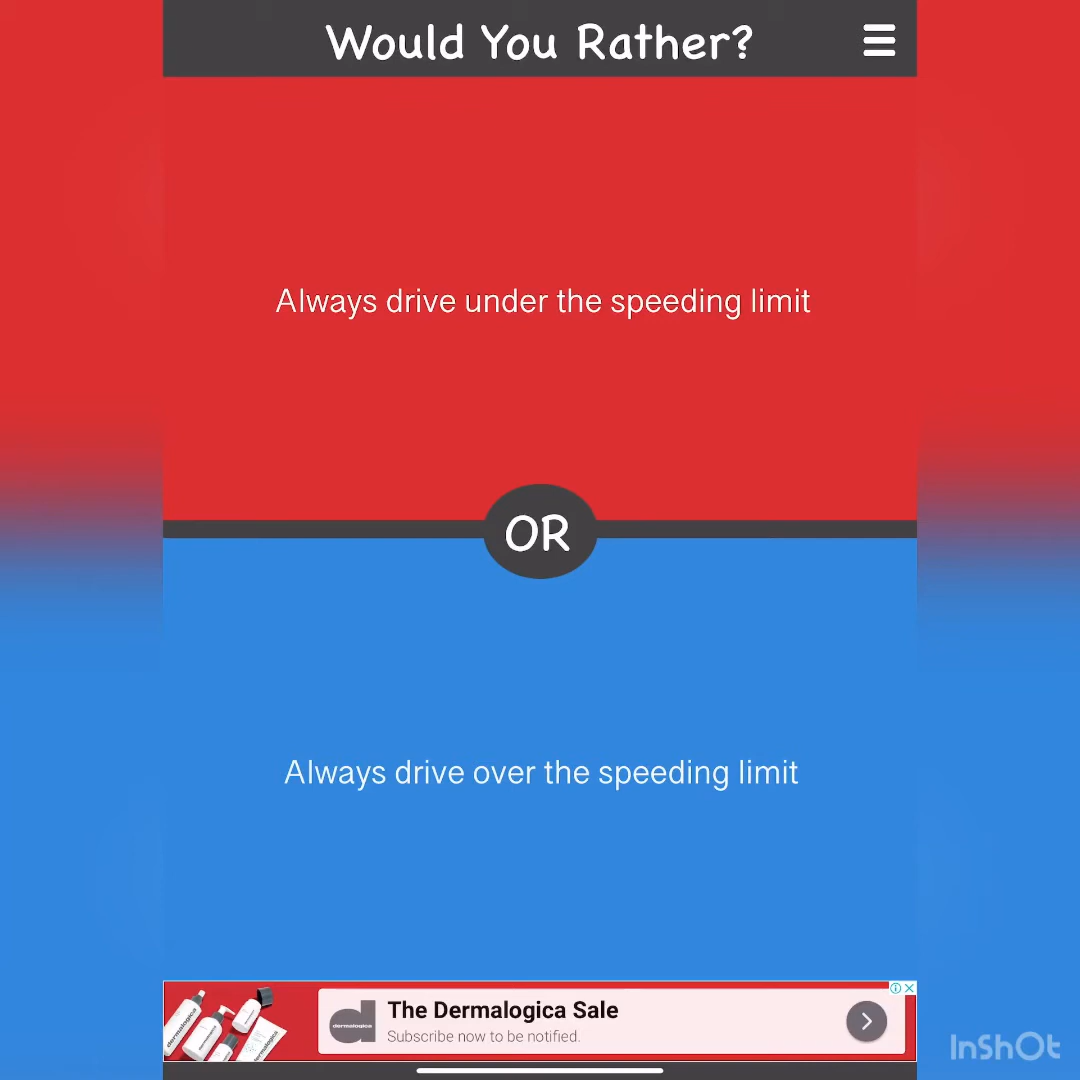 Would You Rather?
Always drive under the speeding limit
OR
Always drive over the speeding limit
The Dermalogica Sale
dermalogica
Subscribe now to be notified.
InShOt